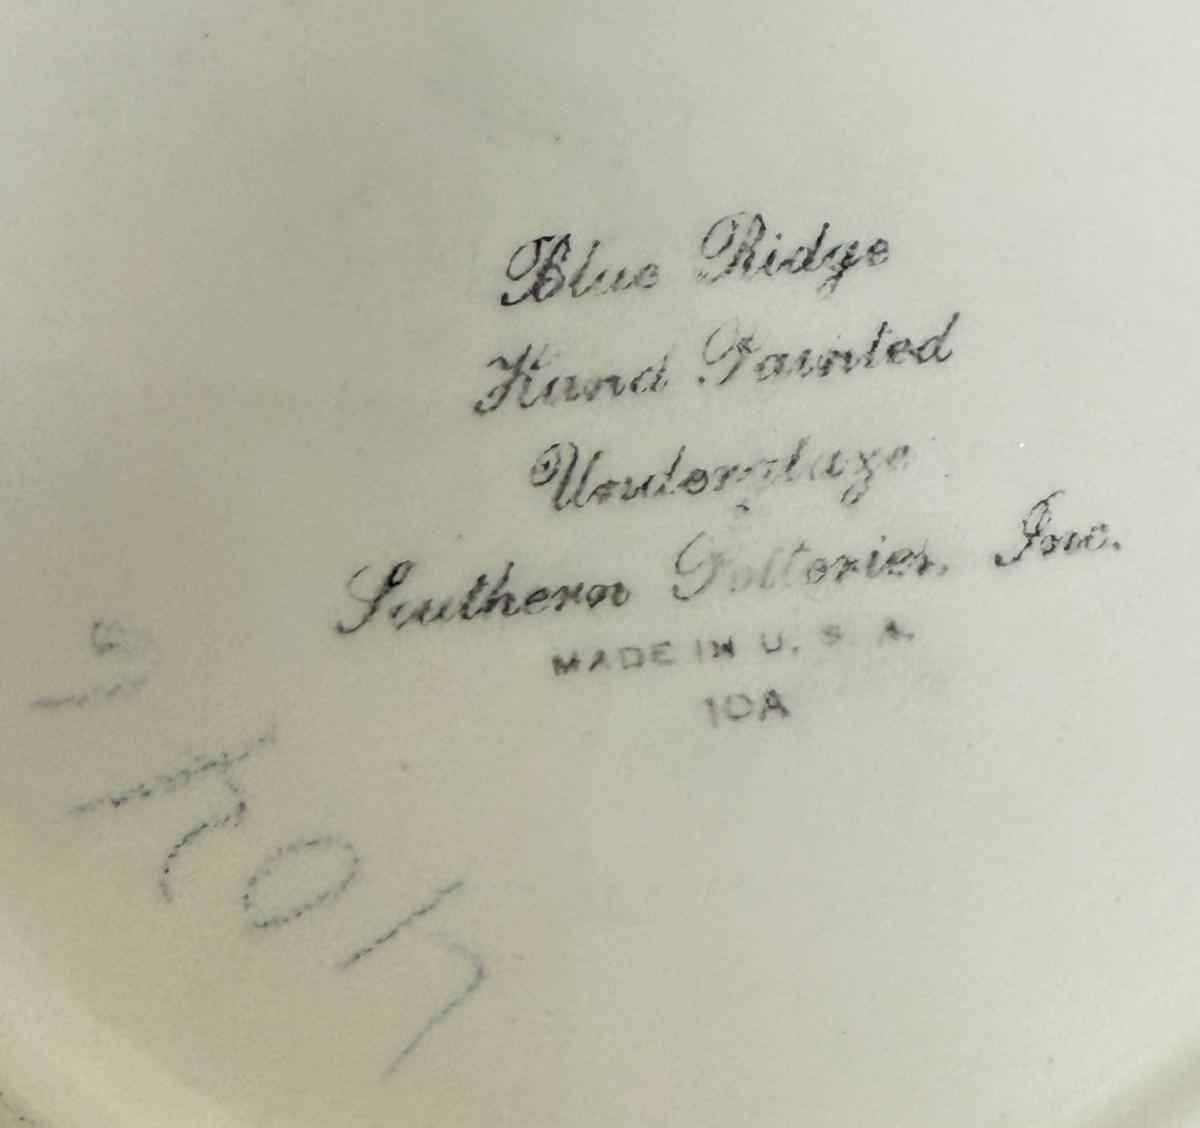 Blue Ridge
Hand Painted
Underglaze
Southern Potteries, Inc.
MADE IN U. S. A.
10A